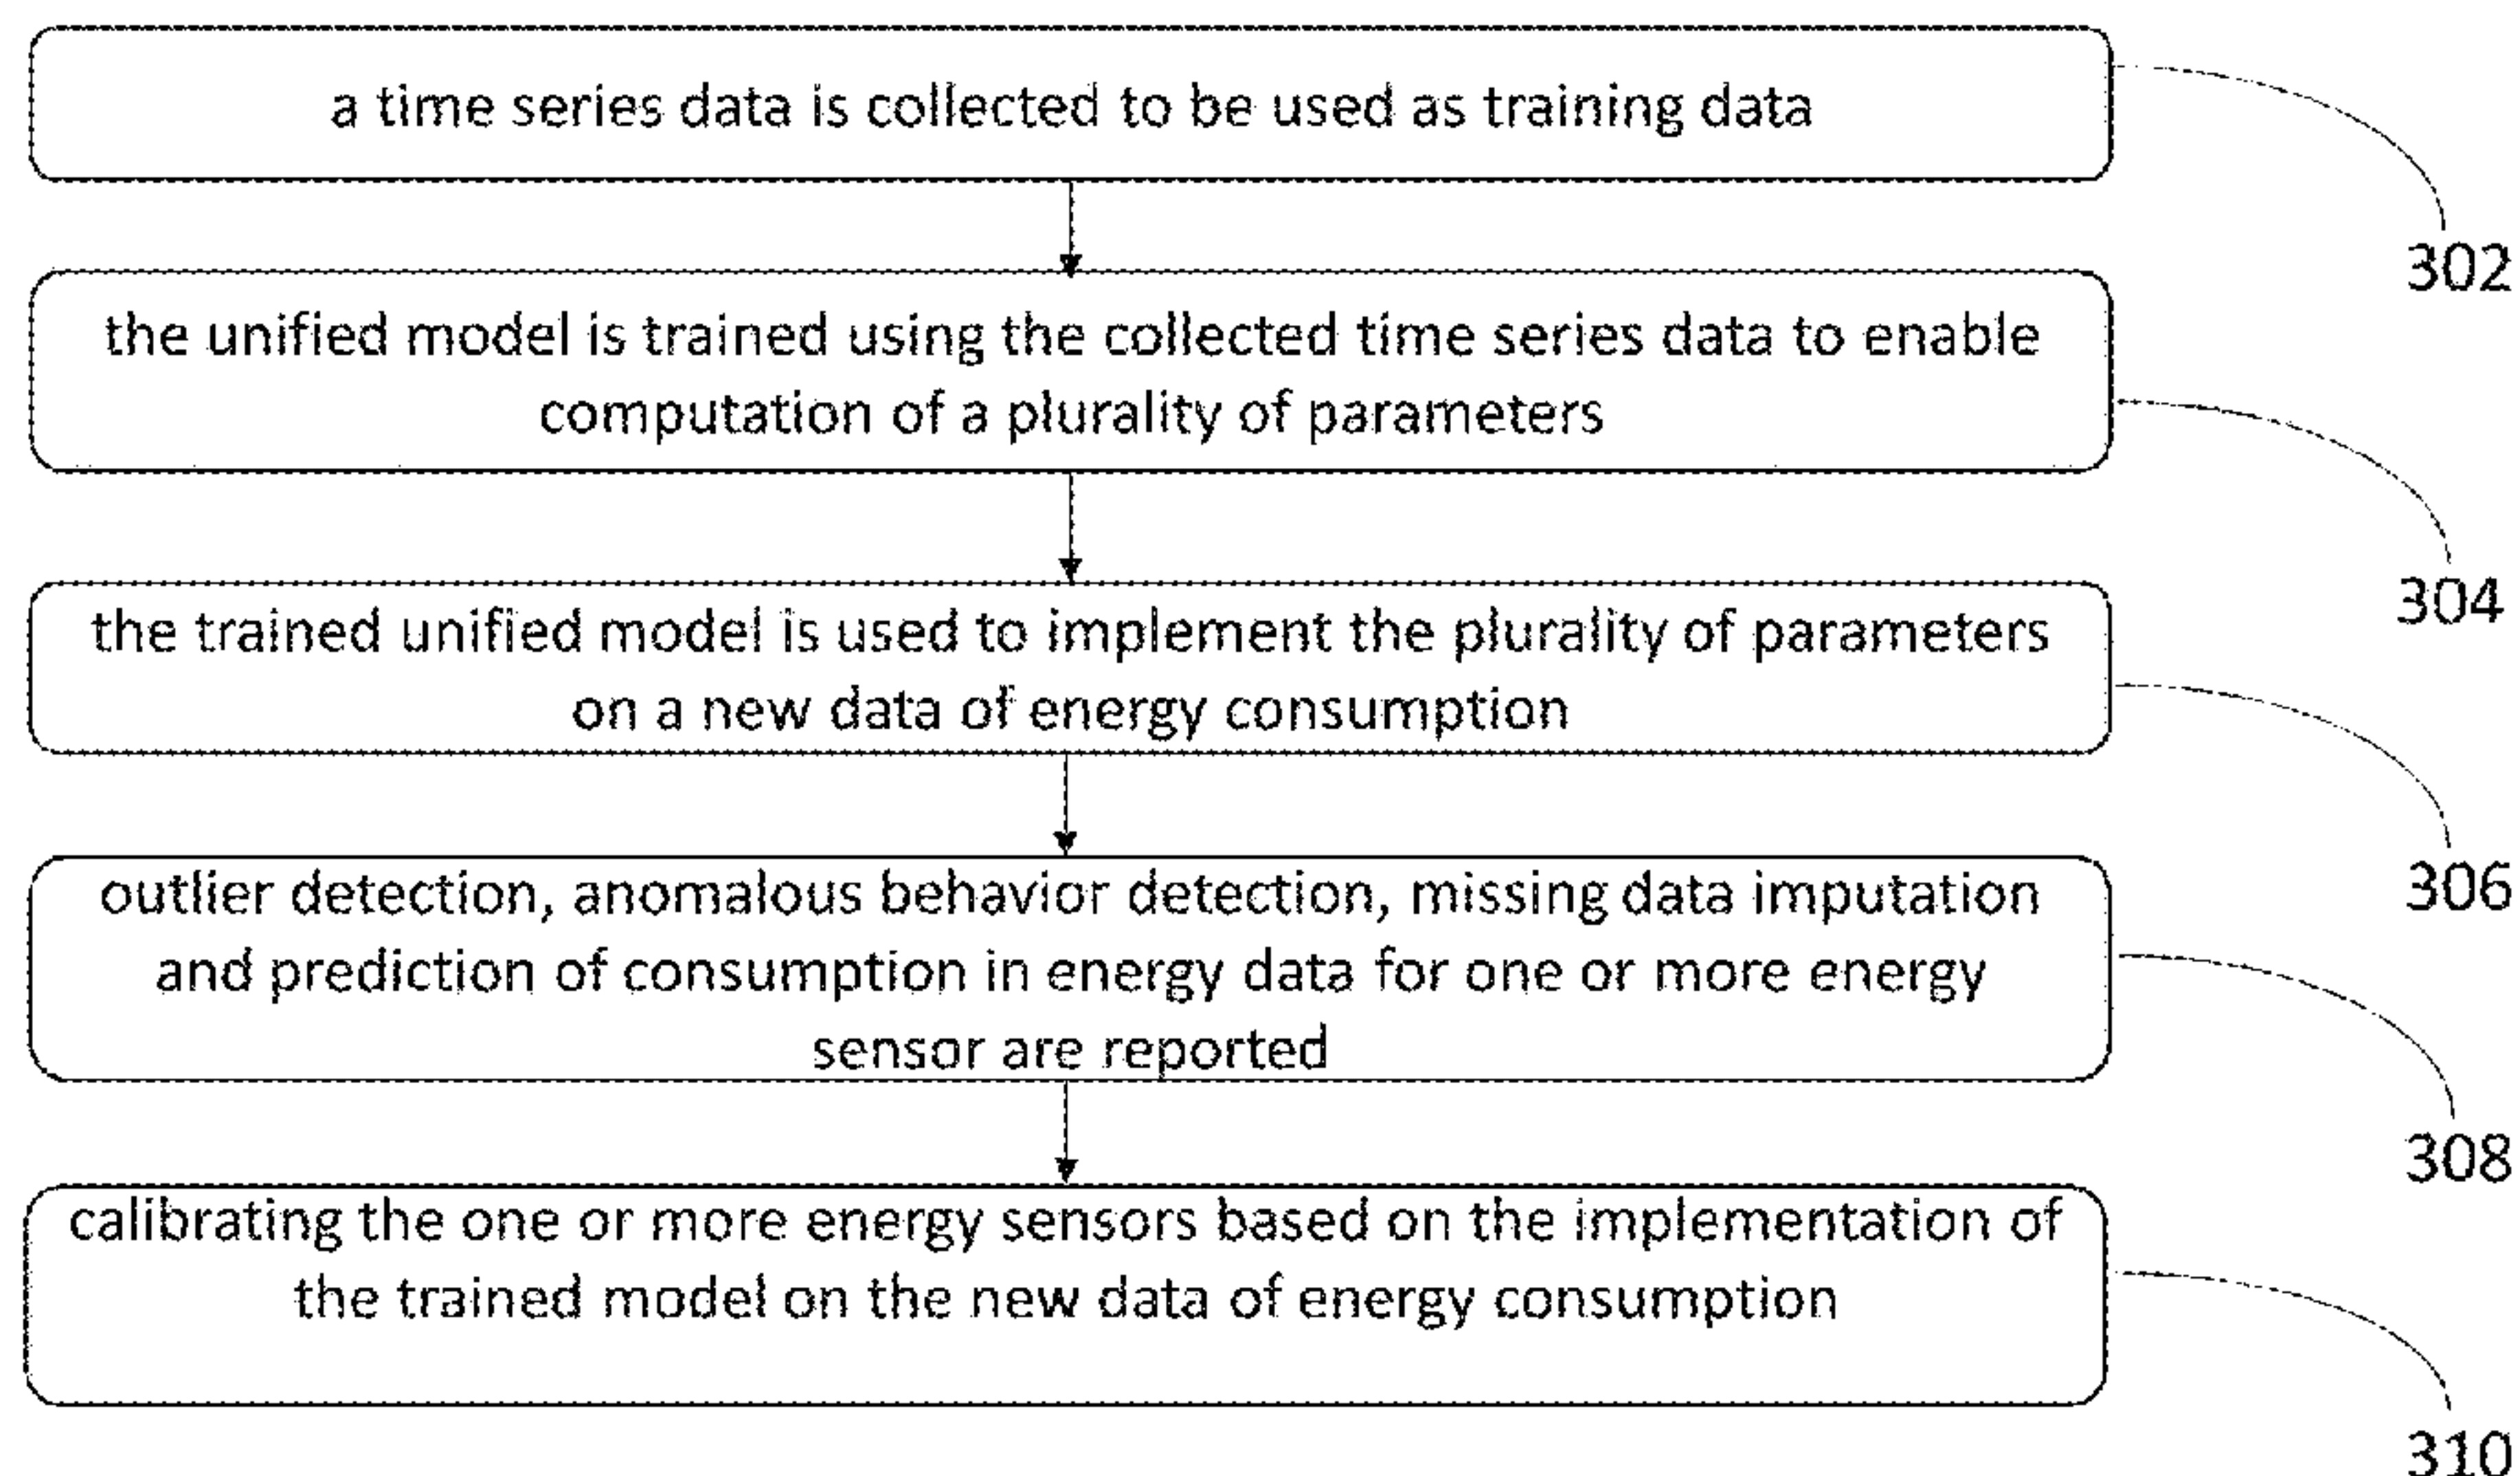 a time series data is collected to be used as training data
302
the unified model is trained using the collected time series data to enable
computation of a plurality of parameters
304
the trained unified model is used to implement the plurality of parameters
on a new data of energy consumption
306
outlier detection, anomalous behavior detection, missing data imputation
and prediction of consumption in energy data for one or more energy
sensor are reported
308
calibrating the one or more energy sensors based on the implementation of
the trained model on the new data of energy consumption
310